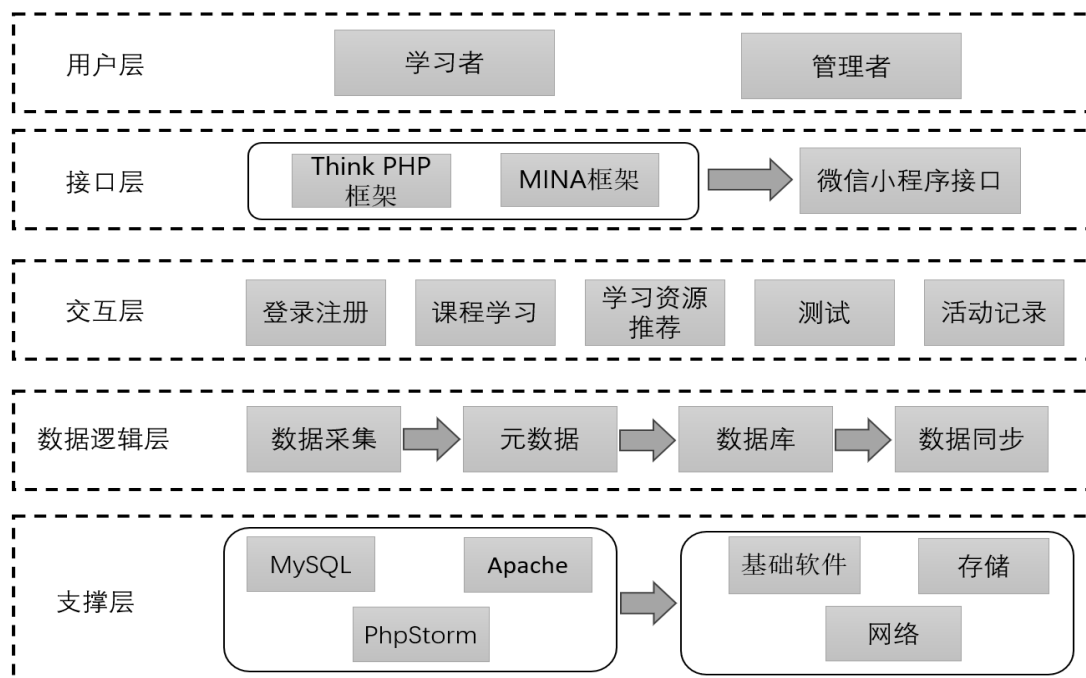 用户层
学习者
管理者
接口层
Think PHP
框架
MINA框架
微信小程序接口
交互层
登录注册
课程学习
学习资源
推荐
测试
活动记录
数据逻辑层
数据采集
元数据
数据库
数据同步
支撑层
MySQL
Apache
PhpStorm
基础软件
存储
网络